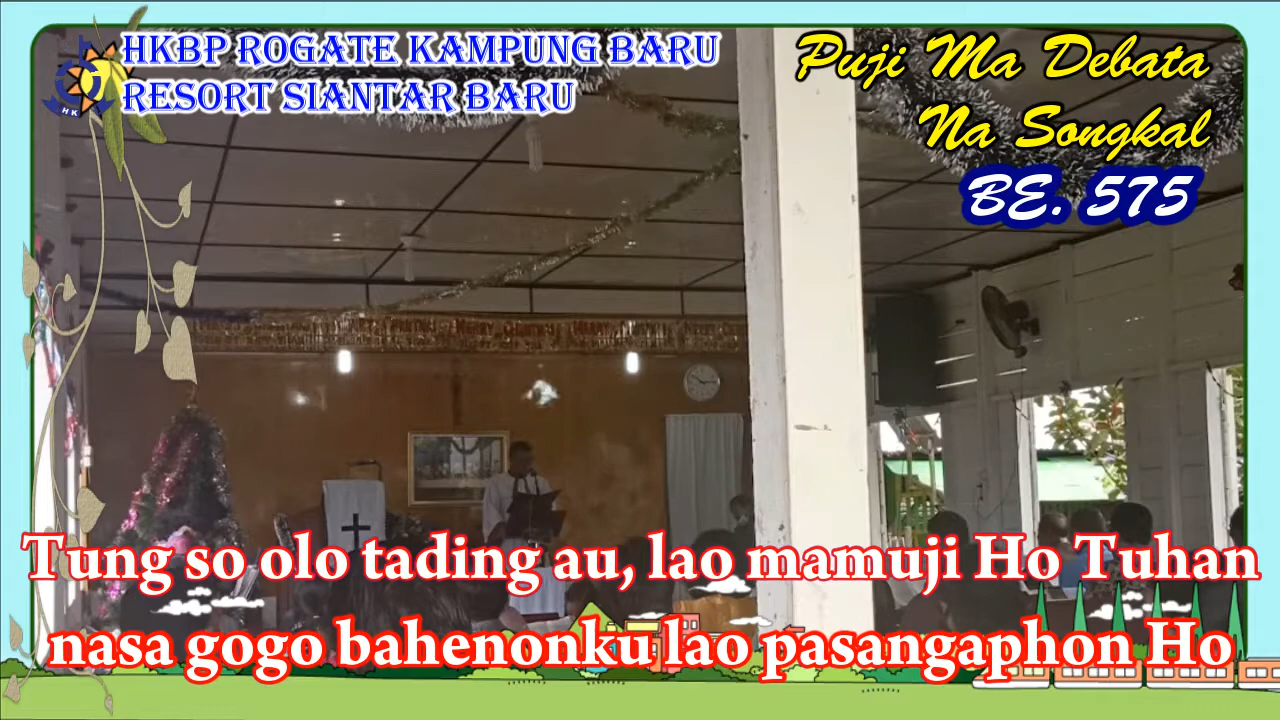 HKBP ROGATE KAMPUNG BARU
RESORT SIANTAR BARU
HK
Puji Ma Debata
Na Songkal
BE. 575
Tung so olo tading au, lao mamuji Ho Tuhan
nasa gogo bahenonku lao pasangaphon Ho